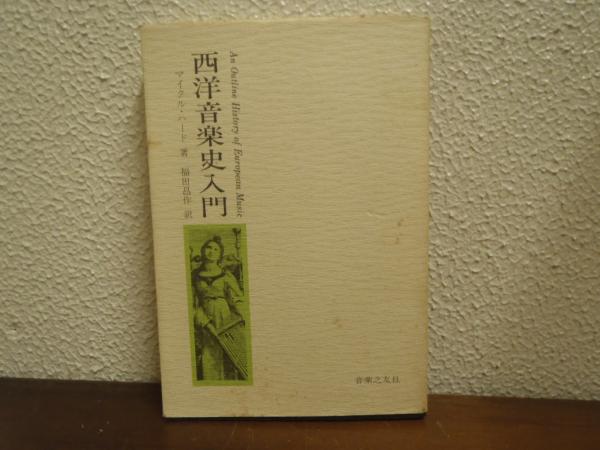 An Outline History of European Music
西洋音楽史入門
マイクル・ハード 著 福田昌作 訳
音楽之友社